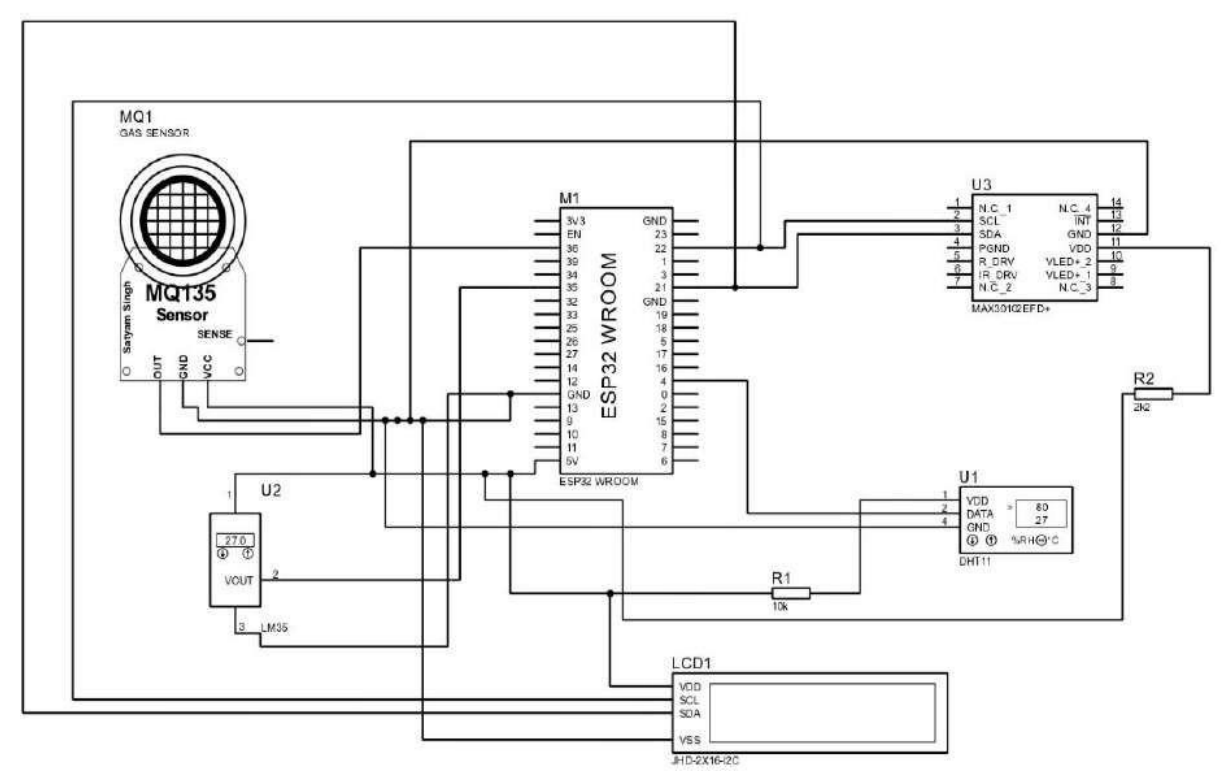 MQ1
GAS SENSOR
MQ135
Sensor
Satyam Singh
SENSE
OUT
GND
VCC
M1
3V3
EN
36
39
34
35
32
33
25
26
27
14
12
GND
13
9
10
11
5V
ESP32 WROOM
GND
23
22
1
3
21
GND
19
18
5
17
16
4
0
2
15
8
7
6
ESP32 WROOM
U3
1 N.C_1
2 SCL
3 SDA
4 PGND
5 R_DRV
6 IR_DRV
7 N.C_2
N.C_4 14
INT 13
GND 12
VDD 11
VLED+_2 10
VLED+_1 9
N.C_3 8
MAX30102EFD+
R2
2k2
U1
1 VDD
2 DATA
4 GND
> 80
27
%RH °C
DHT11
U2
1
27.0
VOUT 2
3 LM35
R1
10k
LCD1
VDD
SCL
SDA
VSS
JHD-2X16-I2C